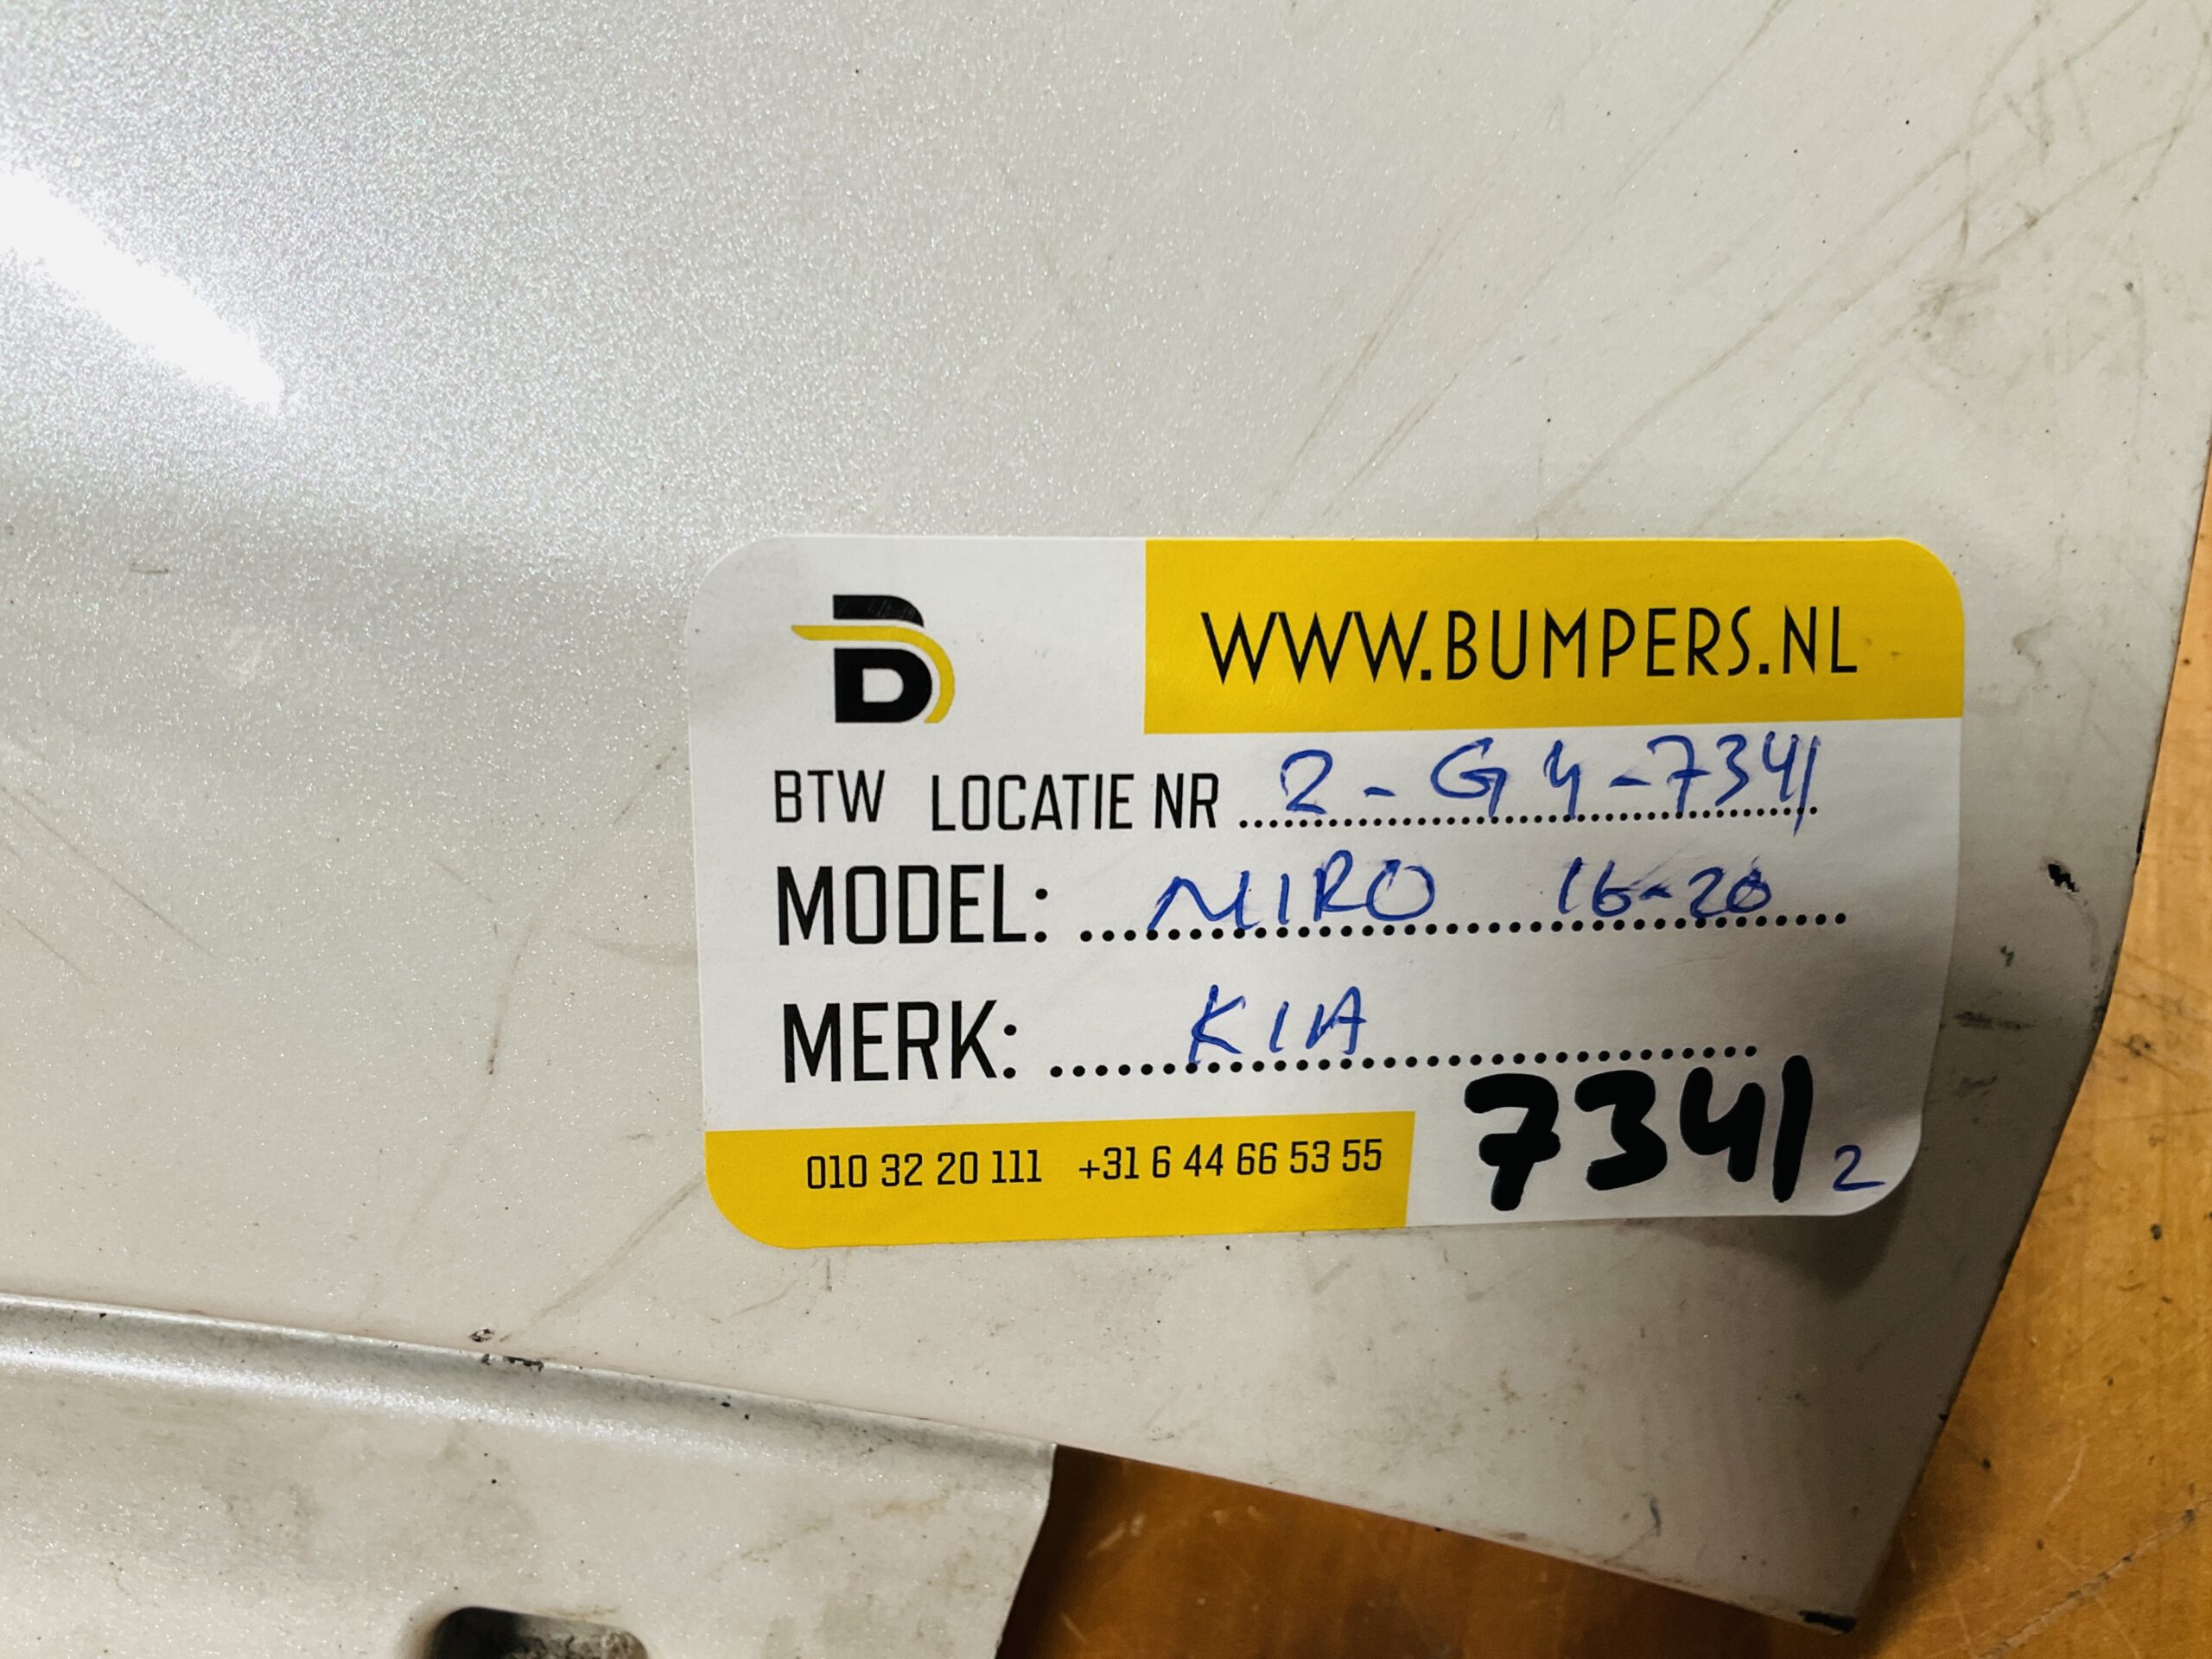 WWW.BUMPERS.NL
BTW LOCATIE NR 2-G4-7341
MODEL: NIRO 16-20
MERK: KIA
7341 2
010 32 20 111 +31 6 44 66 53 55